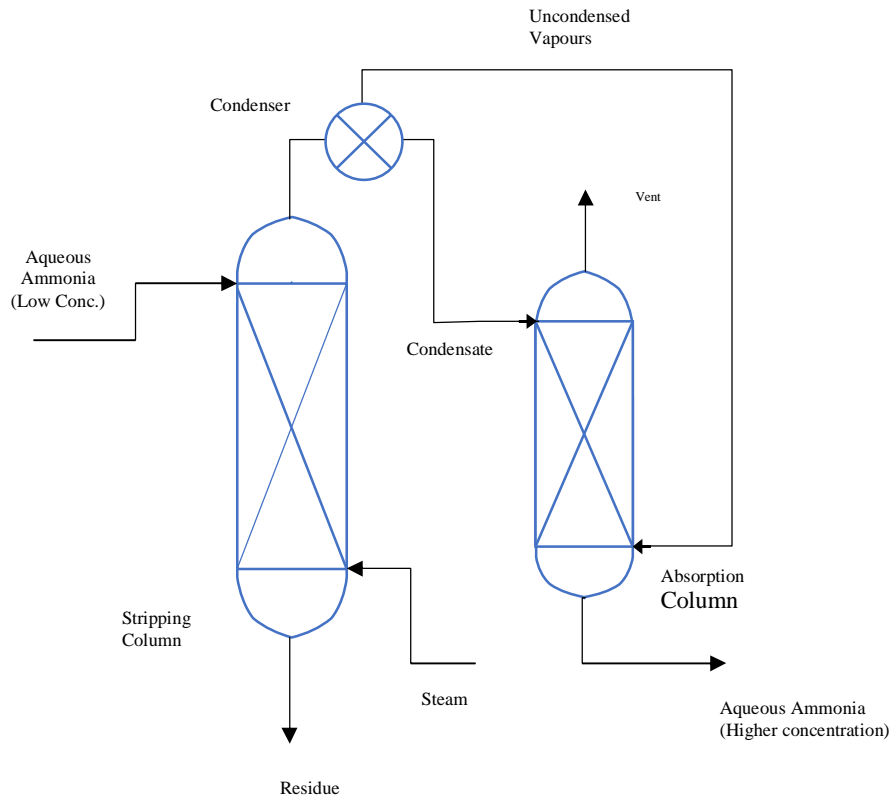 Uncondensed
Vapours
Condenser
Vent
Aqueous
Ammonia
(Low Conc.)
Condensate
Absorption
Column
Stripping
Column
Steam
Aqueous Ammonia
(Higher concentration)
Residue